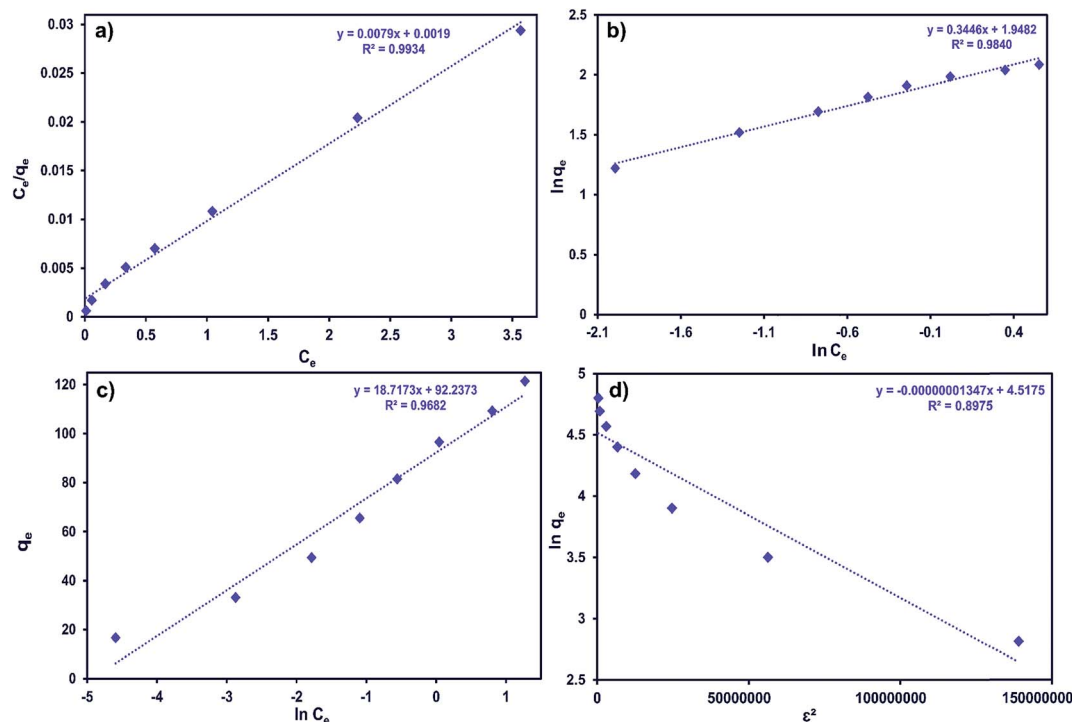 a)
y = 0.0079x + 0.0019
R² = 0.9934
0.03
0.025
0.02
0.015
0.01
0.005
0
Ce/qe
0 0.5 1 1.5 2 2.5 3 3.5
Ce
b)
y = 0.3446x + 1.9482
R² = 0.9840
2.5
2
1.5
1
0.5
0
ln qe
-2.1 -1.6 -1.1 -0.6 -0.1 0.4
ln Ce
c)
y = 18.7173x + 92.2373
R² = 0.9682
120
100
80
60
40
20
0
qe
-5 -4 -3 -2 -1 0 1
ln Ce
d)
y = -0.00000001347x + 4.5175
R² = 0.8975
5
4.5
4
3.5
3
2.5
ln qe
0 50000000 100000000 150000000
ε²